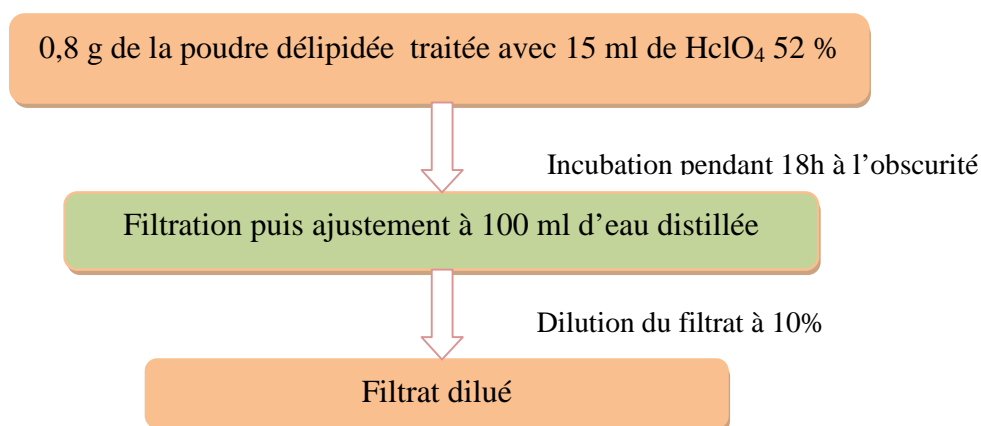 0,8 g de la poudre délipidée traitée avec 15 ml de HclO₄ 52 %
Incubation pendant 18h à l’obscurité
Filtration puis ajustement à 100 ml d’eau distillée
Dilution du filtrat à 10%
Filtrat dilué